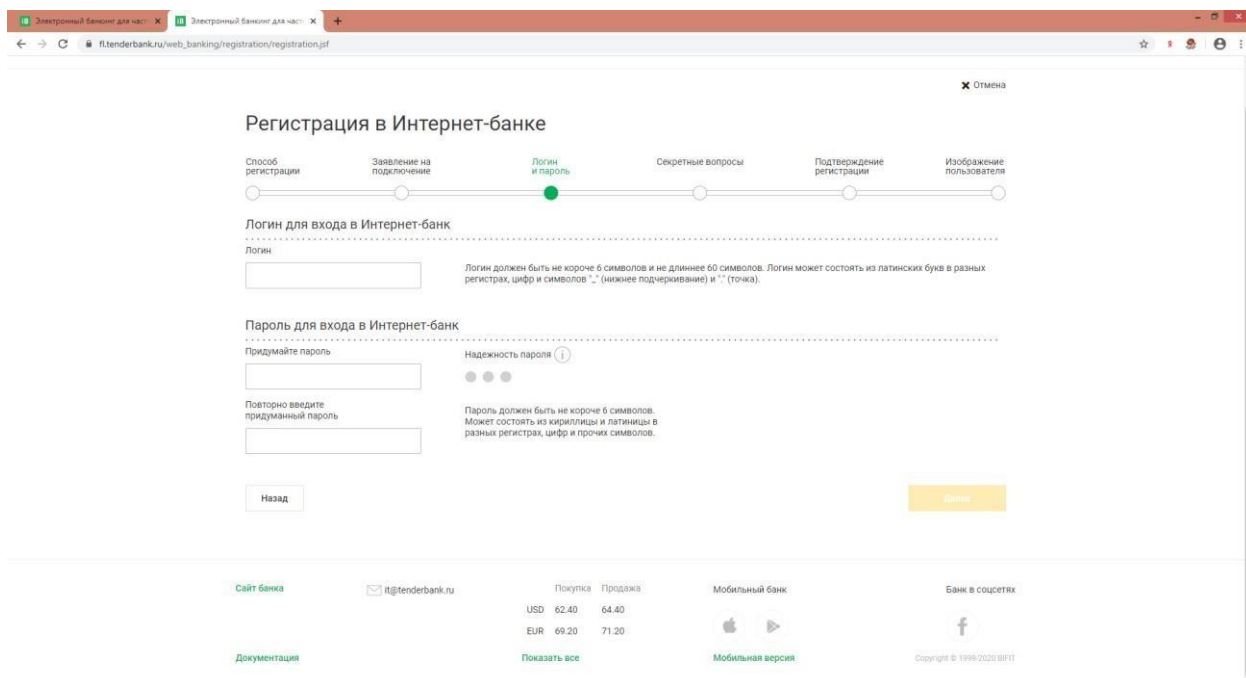 Электронный банкинг для част
Электронный банкинг для част
fl.tenderbank.ru/web_banking/registration/registration.jsf
Отмена
Регистрация в Интернет-банке
Способ
регистрации
Заявление на
подключение
Логин
и пароль
Секретные вопросы
Подтверждение
регистрации
Изображение
пользователя
Логин для входа в Интернет-банк
Логин
Логин должен быть не короче 6 символов и не длиннее 60 символов. Логин может состоять из латинских букв в разных
регистрах, цифр и символов "_" (нижнее подчеркивание) и "." (точка).
Пароль для входа в Интернет-банк
Придумайте пароль
Надежность пароля
Повторно введите
придуманный пароль
Пароль должен быть не короче 6 символов.
Может состоять из кириллицы и латиницы в
разных регистрах, цифр и прочих символов.
Назад
Далее
Сайт банка
it@tenderbank.ru
Покупка Продажа
USD 62.40 64.40
EUR 69.20 71.20
Мобильный банк
Банк в соцсетях
Документация
Показать все
Мобильная версия
Copyright © 1999-2020 BIFIT